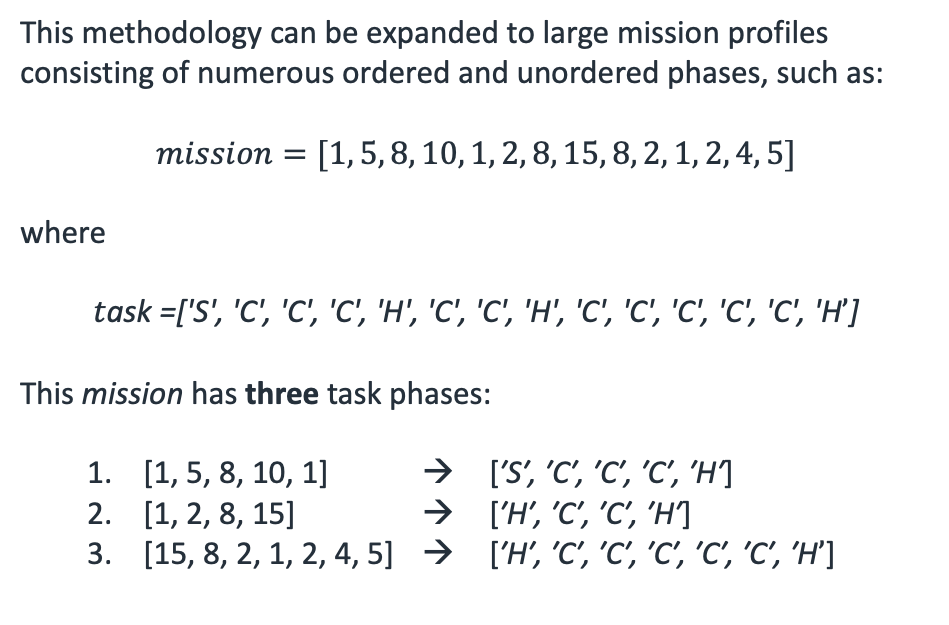 This methodology can be expanded to large mission profiles
consisting of numerous ordered and unordered phases, such as:
mission = [1, 5, 8, 10, 1, 2, 8, 15, 8, 2, 1, 2, 4, 5]
where
task =['S', 'C', 'C', 'C', 'H', 'C', 'C', 'H', 'C', 'C', 'C', 'C', 'C', 'H']
This mission has three task phases:
1. [1, 5, 8, 10, 1] → ['S', 'C', 'C', 'C', 'H']
2. [1, 2, 8, 15] → ['H', 'C', 'C', 'H']
3. [15, 8, 2, 1, 2, 4, 5] → ['H', 'C', 'C', 'C', 'C', 'C', 'H']